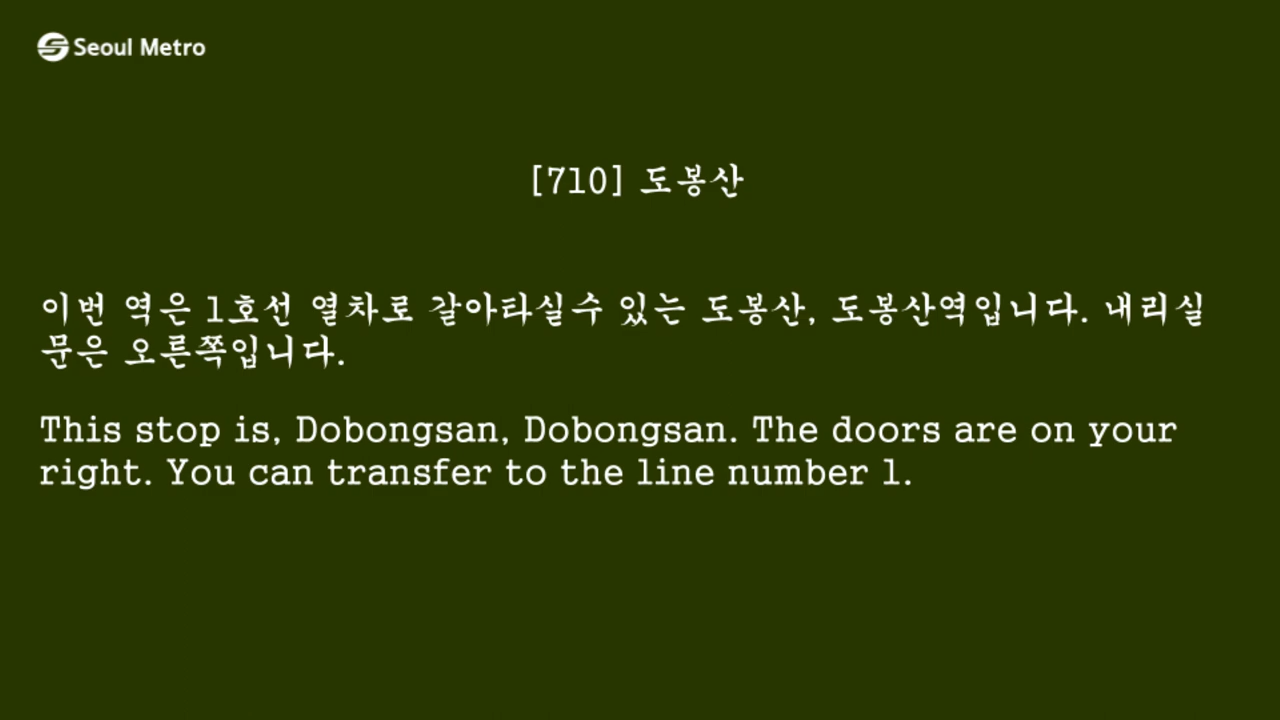 Seoul Metro
[710] 도봉산
이번 역은 1호선 열차로 갈아타실수 있는 도봉산, 도봉산역입니다. 내리실
문은 오른쪽입니다.
This stop is, Dobongsan, Dobongsan. The doors are on your
right. You can transfer to the line number 1.